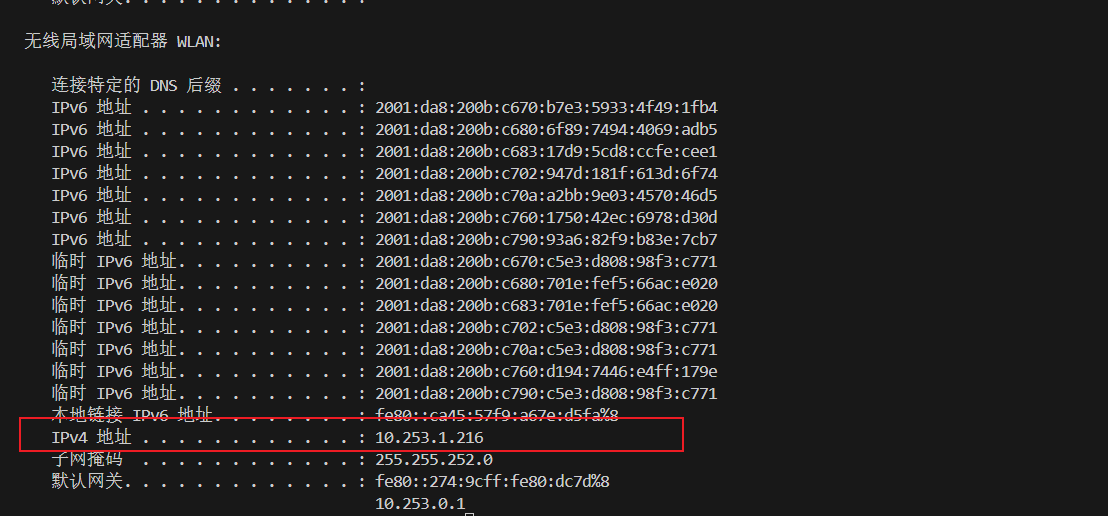 默认网关. . . . . . . . . . . . . :
无线局域网适配器 WLAN:
连接特定的 DNS 后缀 . . . . . . . :
IPv6 地址 . . . . . . . . . . . . : 2001:da8:200b:c670:b7e3:5933:4f49:1fb4
IPv6 地址 . . . . . . . . . . . . : 2001:da8:200b:c680:6f89:7494:4069:adb5
IPv6 地址 . . . . . . . . . . . . : 2001:da8:200b:c683:17d9:5cd8:ccfe:cee1
IPv6 地址 . . . . . . . . . . . . : 2001:da8:200b:c702:947d:181f:613d:6f74
IPv6 地址 . . . . . . . . . . . . : 2001:da8:200b:c70a:a2bb:9e03:4570:46d5
IPv6 地址 . . . . . . . . . . . . : 2001:da8:200b:c760:1750:42ec:6978:d30d
IPv6 地址 . . . . . . . . . . . . : 2001:da8:200b:c790:93a6:82f9:b83e:7cb7
临时 IPv6 地址. . . . . . . . . . : 2001:da8:200b:c670:c5e3:d808:98f3:c771
临时 IPv6 地址. . . . . . . . . . : 2001:da8:200b:c680:701e:fef5:66ac:e020
临时 IPv6 地址. . . . . . . . . . : 2001:da8:200b:c683:701e:fef5:66ac:e020
临时 IPv6 地址. . . . . . . . . . : 2001:da8:200b:c702:c5e3:d808:98f3:c771
临时 IPv6 地址. . . . . . . . . . : 2001:da8:200b:c70a:c5e3:d808:98f3:c771
临时 IPv6 地址. . . . . . . . . . : 2001:da8:200b:c760:d194:7446:e4ff:179e
临时 IPv6 地址. . . . . . . . . . : 2001:da8:200b:c790:c5e3:d808:98f3:c771
本地链接 IPv6 地址. . . . . . . . : fe80::ca45:57f9:a67e:d5fa%8
IPv4 地址 . . . . . . . . . . . . : 10.253.1.216
子网掩码 . . . . . . . . . . . . : 255.255.252.0
默认网关. . . . . . . . . . . . . : fe80::274:9cff:fe80:dc7d%8
10.253.0.1